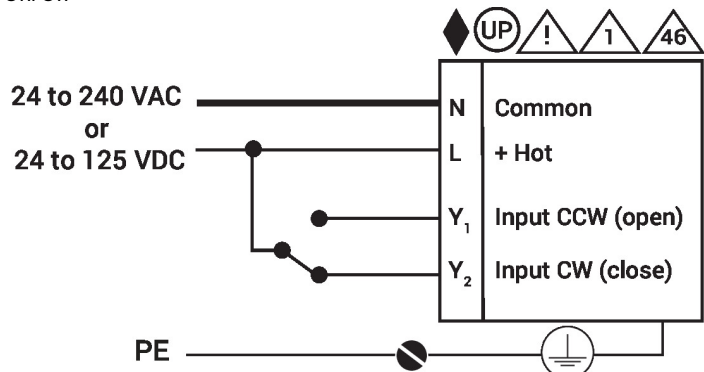 UP ! 1 46
24 to 240 VAC
or
24 to 125 VDC
N Common
L + Hot
Y₁ Input CCW (open)
Y₂ Input CW (close)
PE